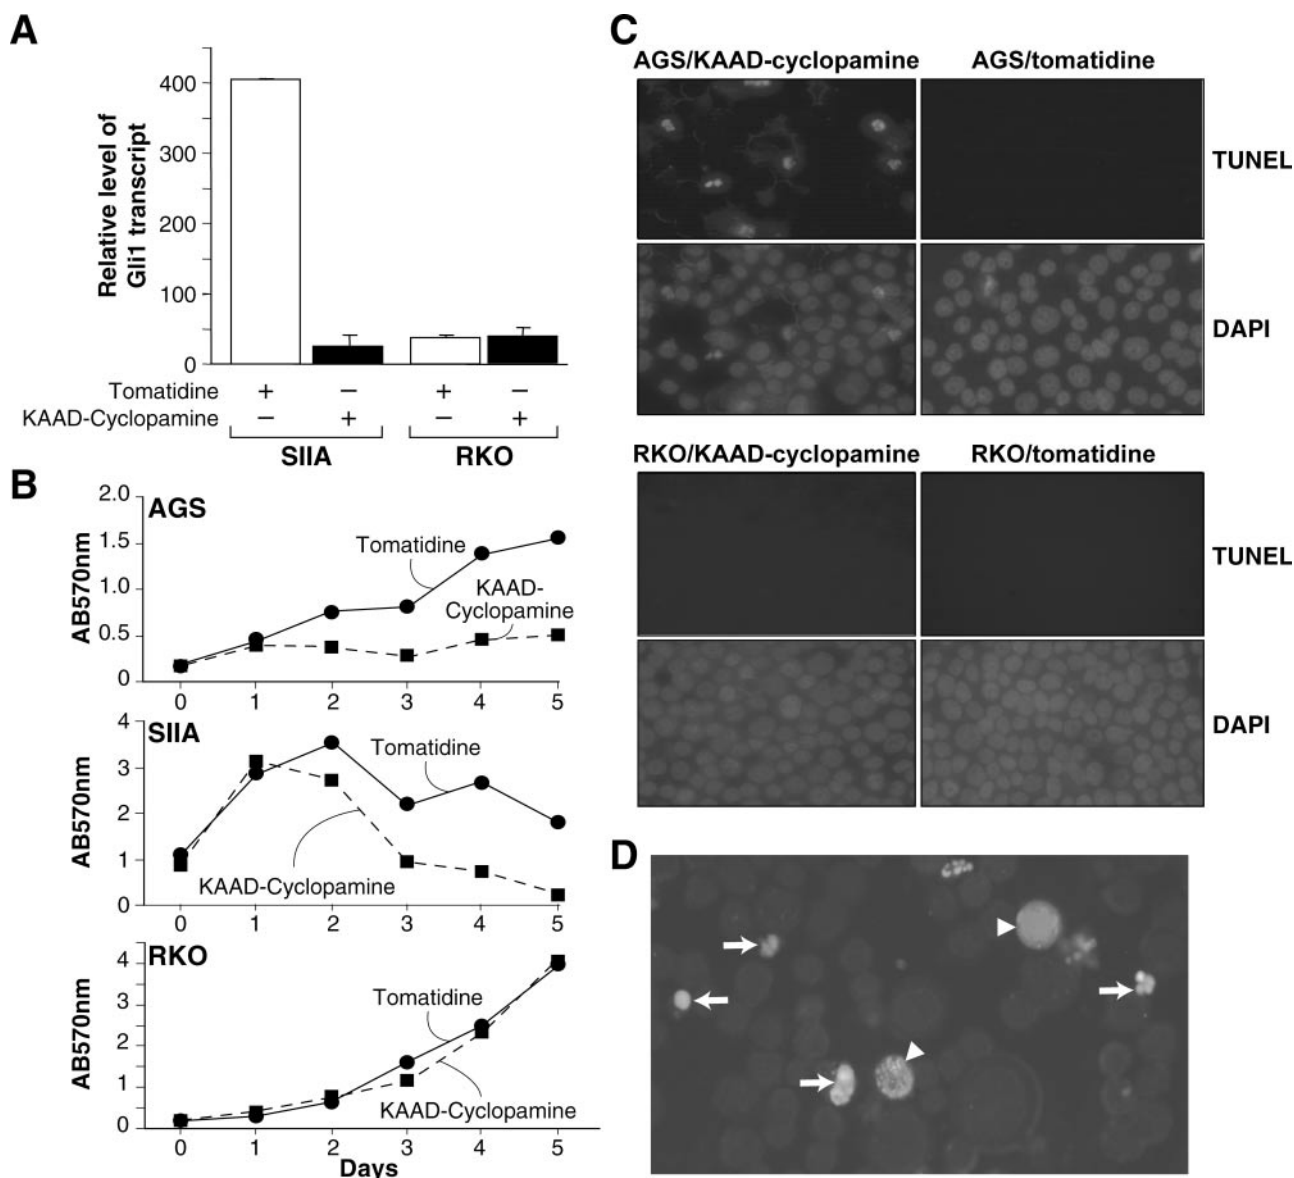 A
Relative level of
Gli1 transcript
400
300
200
100
0
Tomatidine + − + −
KAAD-Cyclopamine − + − +
SIIA RKO
B
AGS
AB570nm
2.0
1.5
1.0
0.5
0
Tomatidine
KAAD-
Cyclopamine
0 1 2 3 4 5
SIIA
AB570nm
4
3
2
1
0
Tomatidine
KAAD-Cyclopamine
0 1 2 3 4 5
RKO
AB570nm
4
3
2
1
0
Tomatidine
KAAD-Cyclopamine
0 1 2 3 4 5
Days
C
AGS/KAAD-cyclopamine AGS/tomatidine
TUNEL
DAPI
RKO/KAAD-cyclopamine RKO/tomatidine
TUNEL
DAPI
D